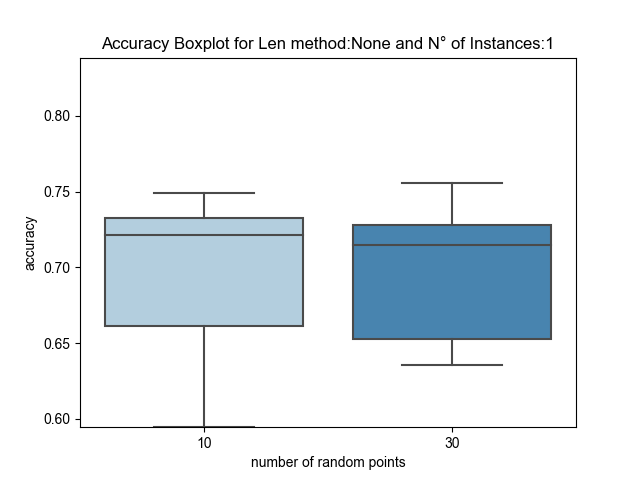 Accuracy Boxplot for Len method:None and N° of Instances:1
0.80
0.75
0.70
0.65
0.60
accuracy
10 30
number of random points